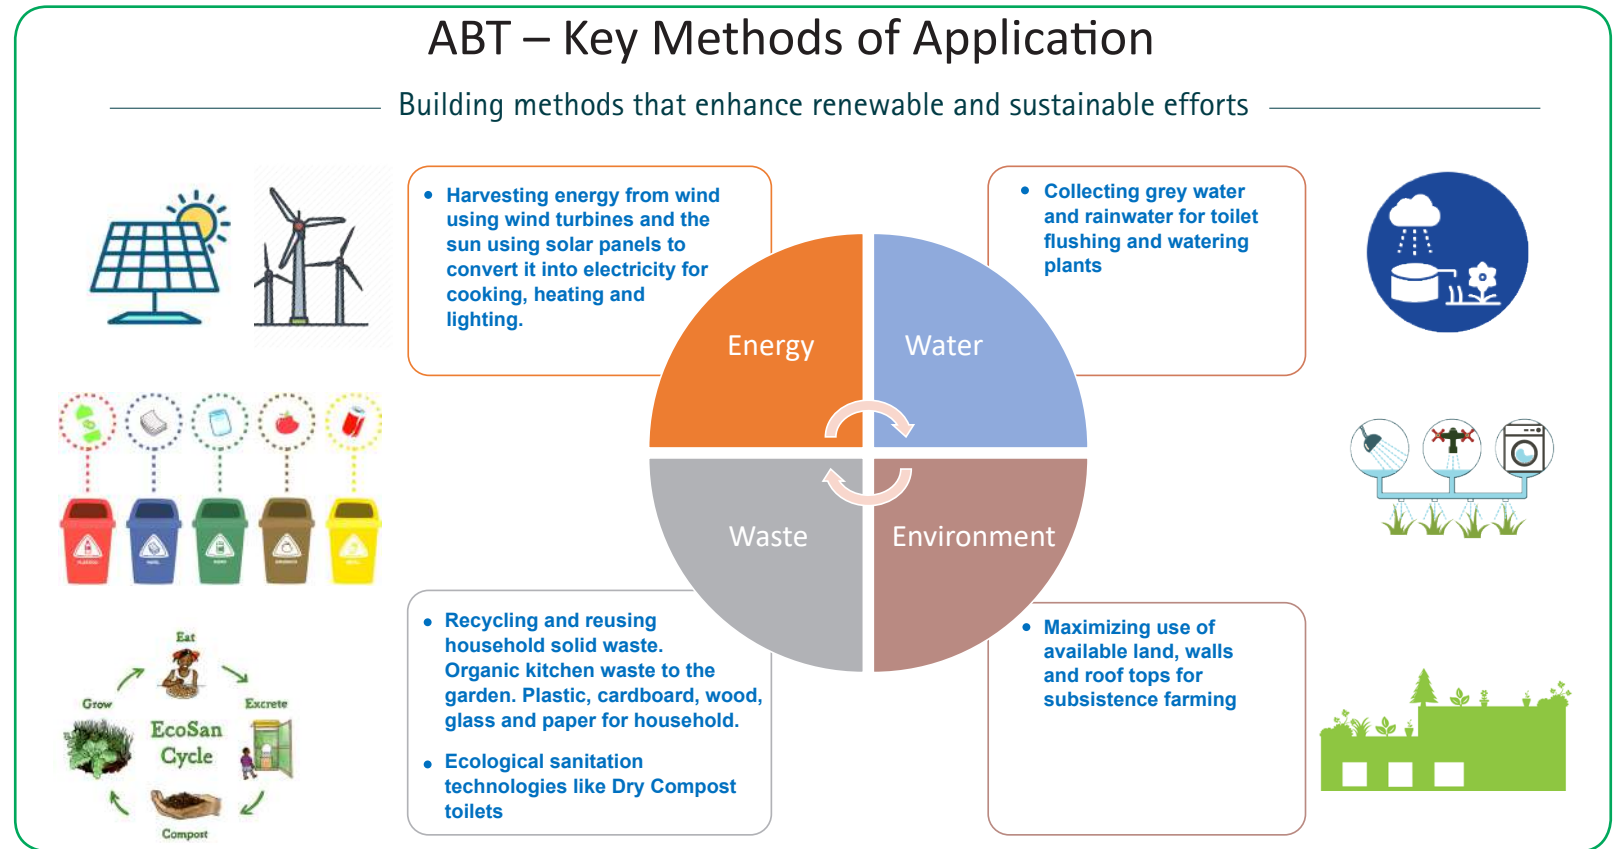 ABT – Key Methods of Application
Building methods that enhance renewable and sustainable efforts
• Harvesting energy from wind
using wind turbines and the
sun using solar panels to
convert it into electricity for
cooking, heating and
lighting.
• Collecting grey water
and rainwater for toilet
flushing and watering
plants
Energy
Water
Waste
Environment
• Recycling and reusing
household solid waste.
Organic kitchen waste to the
garden. Plastic, cardboard, wood,
glass and paper for household.
• Ecological sanitation
technologies like Dry Compost
toilets
• Maximizing use of
available land, walls
and roof tops for
subsistence farming
Eat
Grow
Excrete
EcoSan
Cycle
Compost